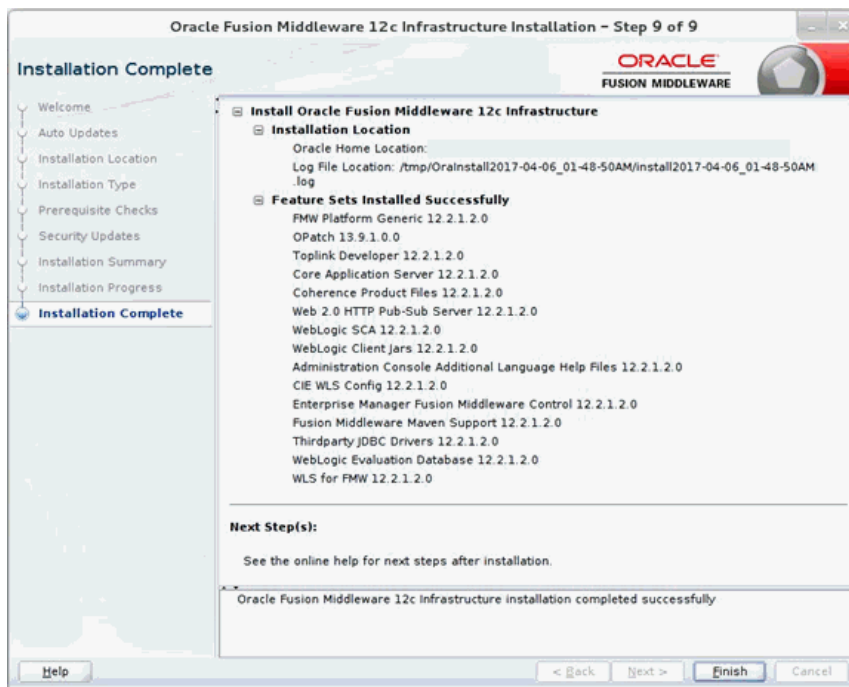 Oracle Fusion Middleware 12c Infrastructure Installation - Step 9 of 9
Installation Complete
ORACLE
FUSION MIDDLEWARE
Welcome
Auto Updates
Installation Location
Installation Type
Prerequisite Checks
Security Updates
Installation Summary
Installation Progress
Installation Complete
Install Oracle Fusion Middleware 12c Infrastructure
Installation Location
Oracle Home Location:
Log File Location: /tmp/OraInstall2017-04-06_01-48-50AM/install2017-04-06_01-48-50AM
.log
Feature Sets Installed Successfully
FMW Platform Generic 12.2.1.2.0
OPatch 13.9.1.0.0
Toplink Developer 12.2.1.2.0
Core Application Server 12.2.1.2.0
Coherence Product Files 12.2.1.2.0
Web 2.0 HTTP Pub-Sub Server 12.2.1.2.0
WebLogic SCA 12.2.1.2.0
WebLogic Client Jars 12.2.1.2.0
Administration Console Additional Language Help Files 12.2.1.2.0
CIE WLS Config 12.2.1.2.0
Enterprise Manager Fusion Middleware Control 12.2.1.2.0
Fusion Middleware Maven Support 12.2.1.2.0
Thirdparty JDBC Drivers 12.2.1.2.0
WebLogic Evaluation Database 12.2.1.2.0
WLS for FMW 12.2.1.2.0
Next Step(s):
See the online help for next steps after installation.
Oracle Fusion Middleware 12c Infrastructure installation completed successfully
Help
< Back
Next >
Finish
Cancel